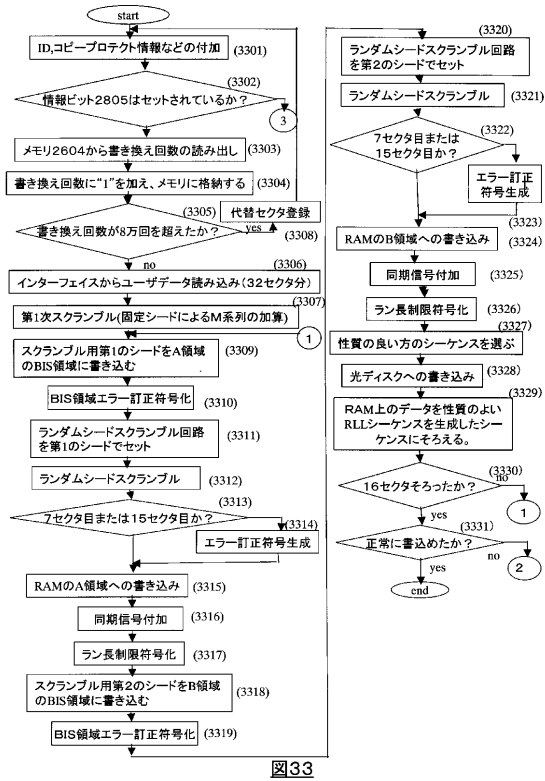 start
ID,コピープロテクト情報などの付加
(3301)
(3302)
情報ビット2805はセットされているか?
3
メモリ2604から書き換え回数の読み出し
(3303)
書き換え回数に“1”を加え、メモリに格納する
(3304)
(3305)
代替セクタ登録
書き換え回数が8万回を超えたか?
yes
(3308)
no
(3306)
インターフェイスからユーザデータ読み込み(32セクタ分)
(3307)
第1次スクランブル(固定シードによるM系列の加算)
1
スクランブル用第1のシードをA領域
のBIS領域に書き込む
(3309)
BIS領域エラー訂正符号化
(3310)
ランダムシードスクランブル回路
を第1のシードでセット
(3311)
ランダムシードスクランブル
(3312)
(3313)
7セクタ目または15セクタ目か?
(3314)
エラー訂正符号生成
RAMのA領域への書き込み
(3315)
同期信号付加
(3316)
ラン長制限符号化
(3317)
スクランブル用第2のシードをB領域
のBIS領域に書き込む
(3318)
BIS領域エラー訂正符号化
(3319)
(3320)
ランダムシードスクランブル回路
を第2のシードでセット
(3321)
ランダムシードスクランブル
(3322)
7セクタ目または
15セクタ目か?
エラー訂正
符号生成
(3323)
RAMのB領域への書き込み
(3324)
同期信号付加
(3325)
ラン長制限符号化
(3326)
(3327)
性質の良い方のシーケンスを選ぶ
光ディスクへの書き込み
(3328)
(3329)
RAM上のデータを性質のよい
RLLシーケンスを生成したシー
ケンスにそろえる。
(3330)
no
16セクタそろったか?
1
yes
(3331)
正常に書込めたか?
no
2
yes
end
図33